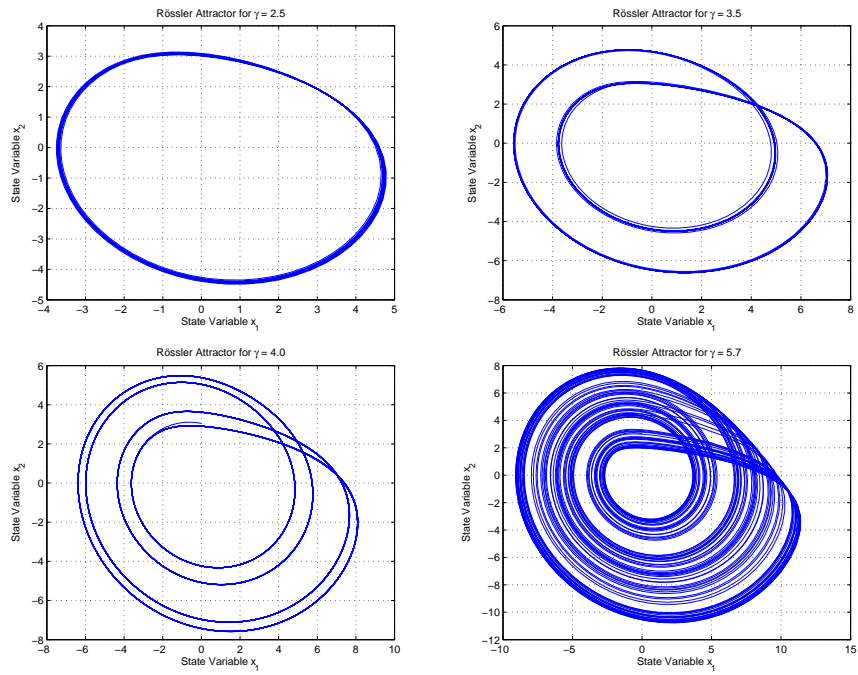 Rössler Attractor for γ = 2.5
4
3
2
1
0
−1
−2
−3
−4
−5
−4 −3 −2 −1 0 1 2 3 4 5
State Variable x1
State Variable x2
Rössler Attractor for γ = 3.5
6
4
2
0
−2
−4
−6
−8
−6 −4 −2 0 2 4 6 8
State Variable x1
State Variable x2
Rössler Attractor for γ = 4.0
6
4
2
0
−2
−4
−6
−8
−8 −6 −4 −2 0 2 4 6 8 10
State Variable x1
State Variable x2
Rössler Attractor for γ = 5.7
8
6
4
2
0
−2
−4
−6
−8
−10
−12
−10 −5 0 5 10 15
State Variable x1
State Variable x2